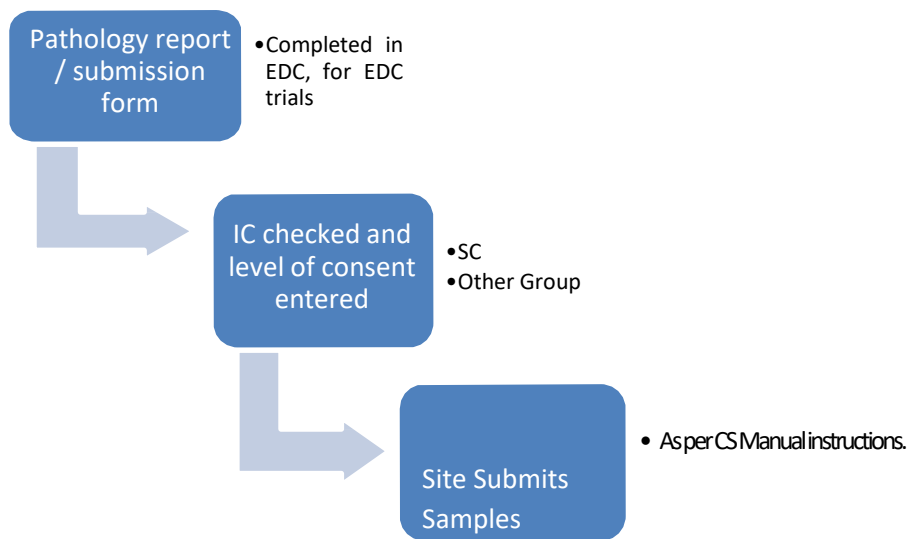 Pathology report
/ submission
form
•Completed in
EDC, for EDC
trials
IC checked and
level of consent
entered
•SC
•Other Group
Site Submits
Samples
• As per CS Manual instructions.